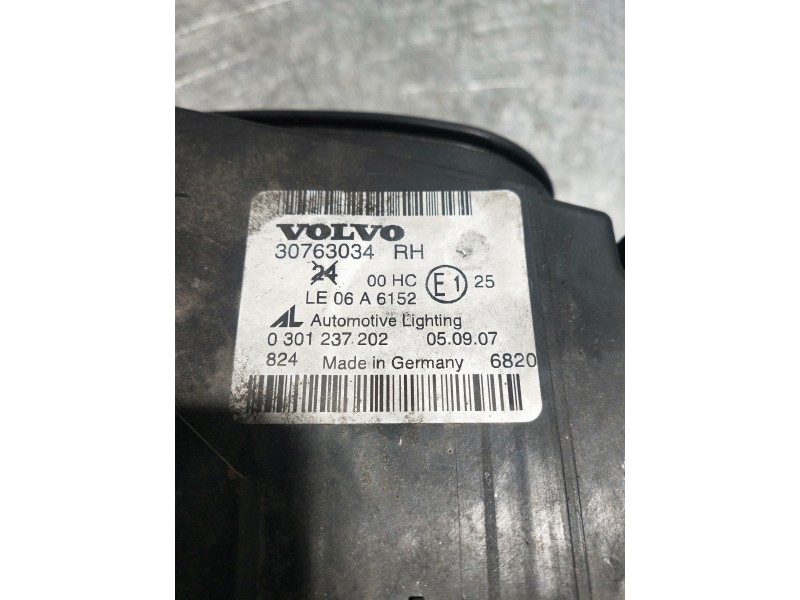 VOLVO
30763034 RH
24 00 HC E1 25
LE 06 A 6152
AL Automotive Lighting
0 301 237 202 05.09.07
824 Made in Germany 6820